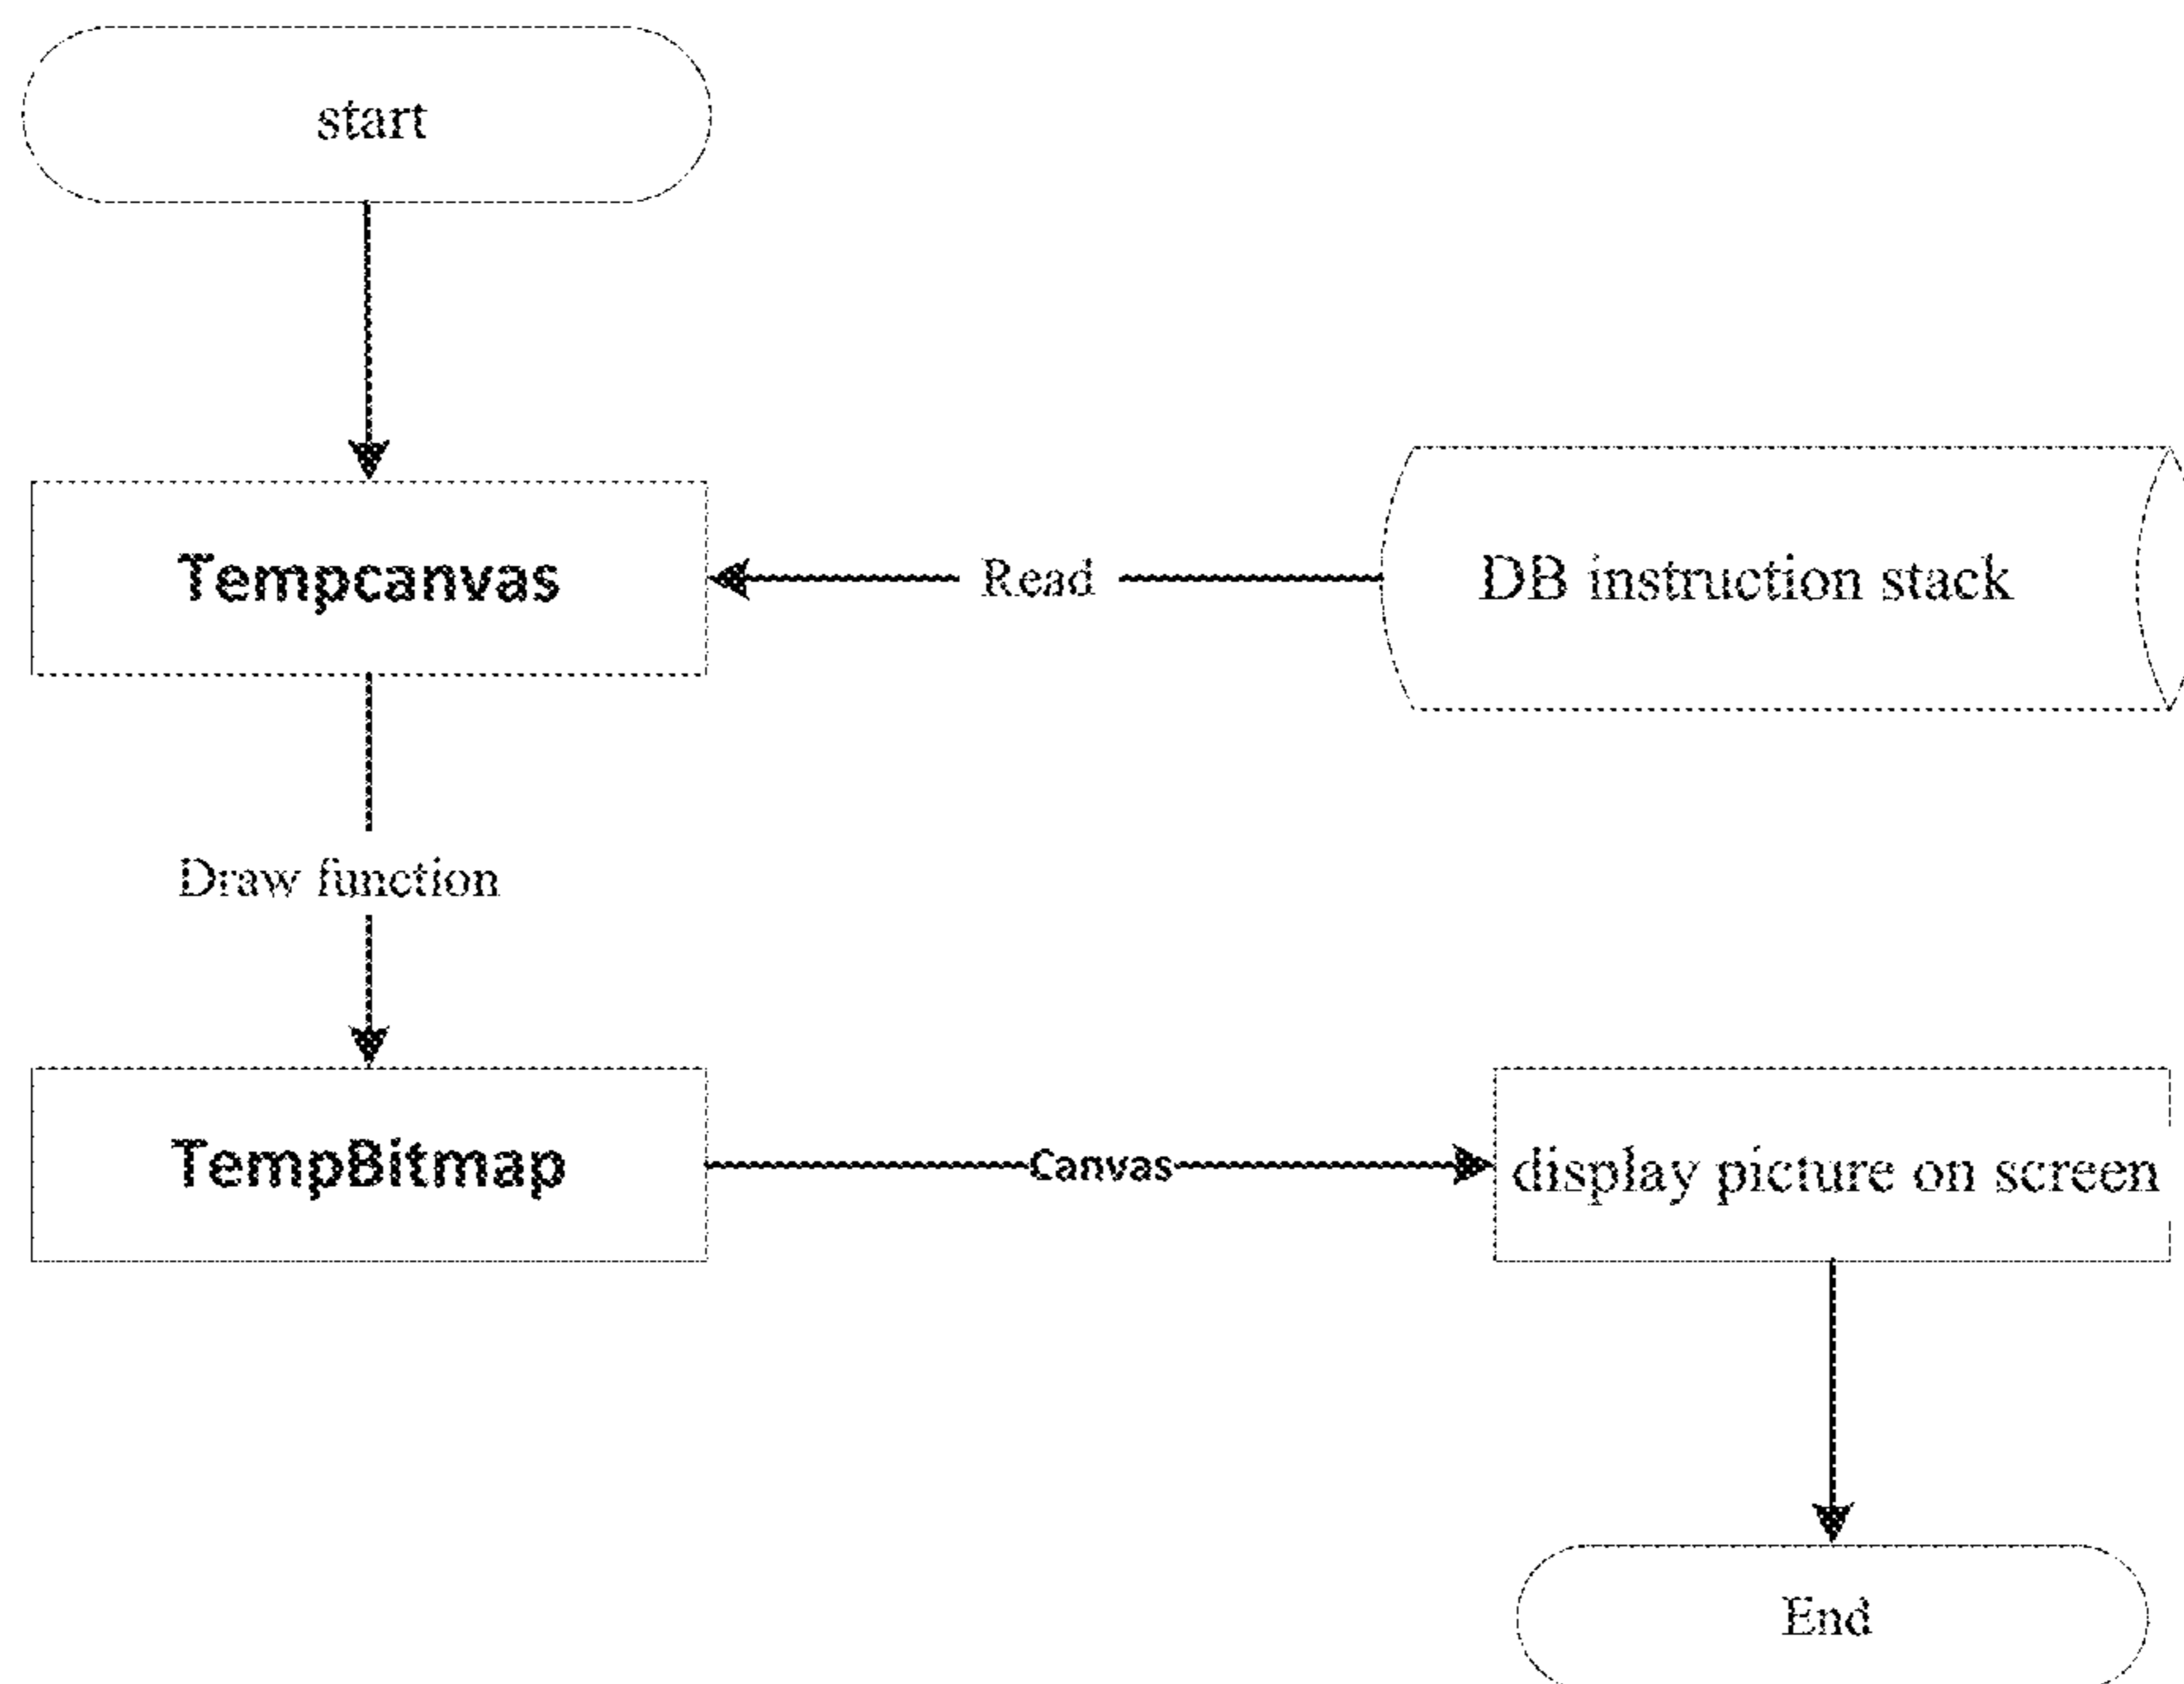 start
Tempcanvas
Read
DB instruction stack
Draw function
TempBitmap
Canvas
display picture on screen
End